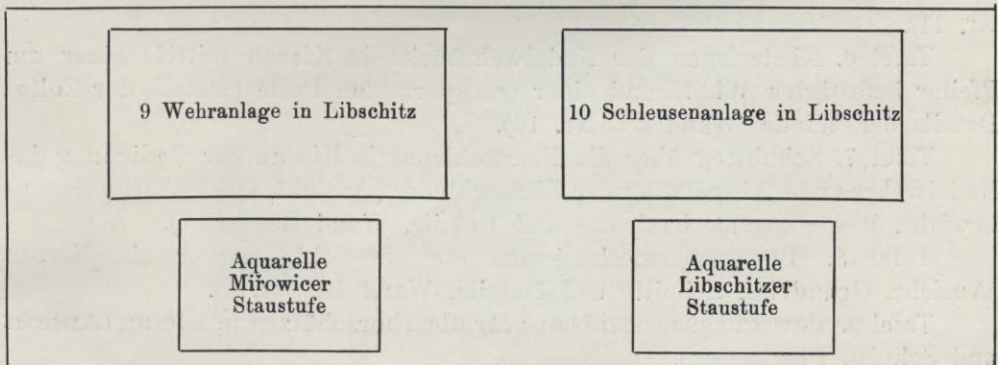 9 Wehranlage in Libschitz
10 Schleusenanlage in Libschitz
Aquarelle
Miřowicer
Staustufe
Aquarelle
Libschitzer
Staustufe